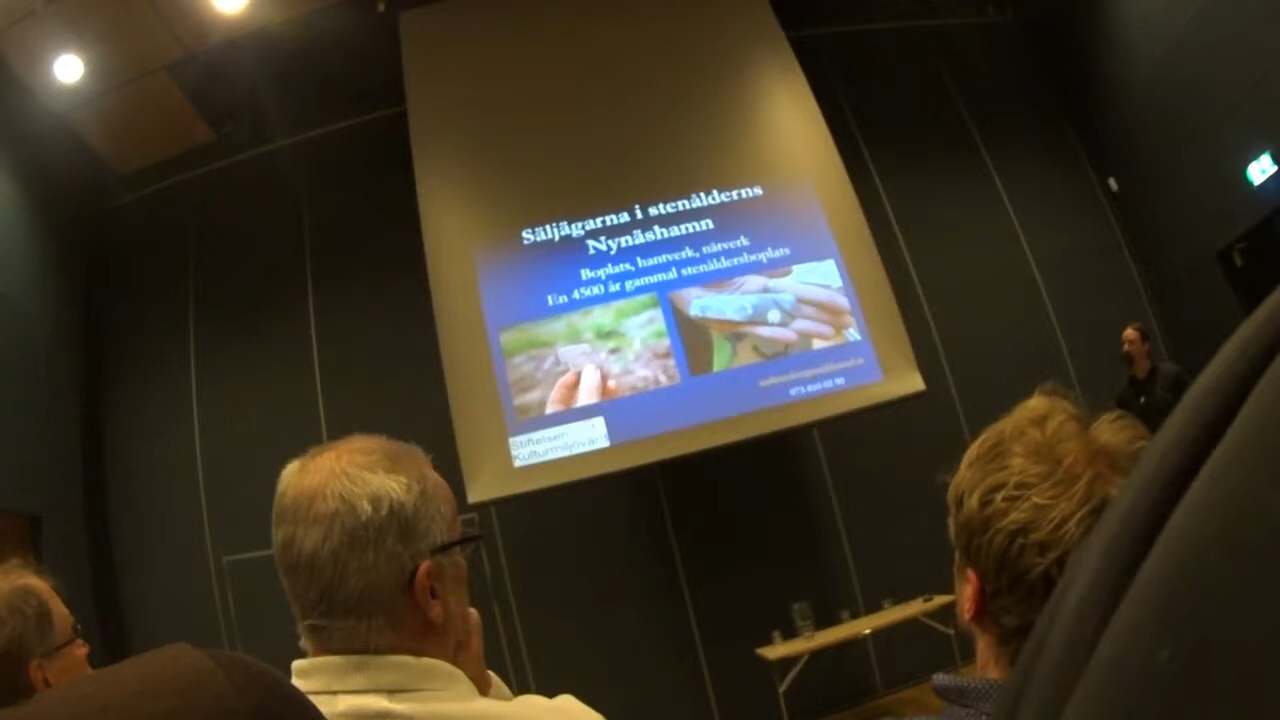 Säljägarna i stenålderns
Nynäshamn
Boplats, hantverk, nätverk
En 4500 år gammal stenåldersboplats
Stiftelsen
Kulturmiljövård